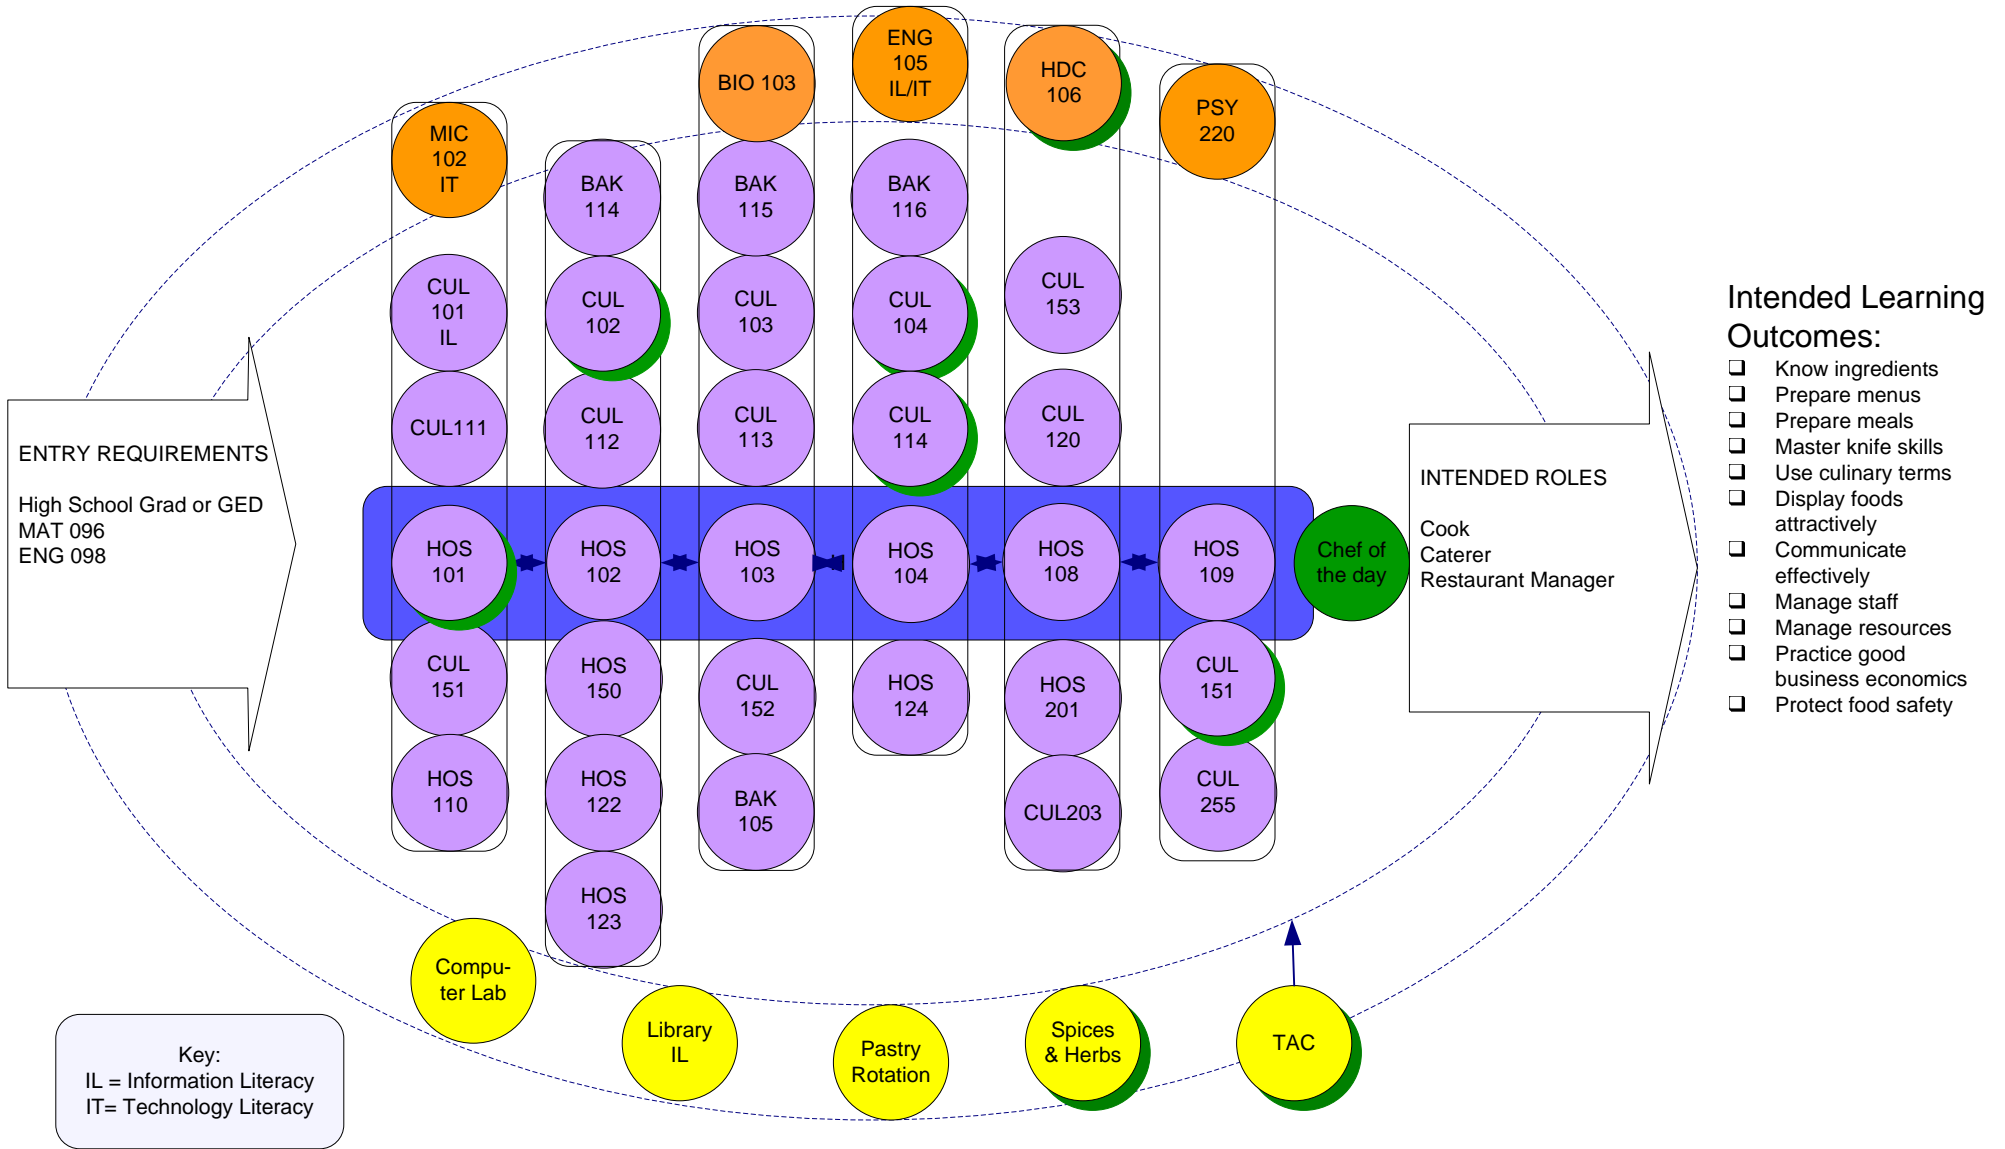 ENTRY REQUIREMENTS
High School Grad or GED
MAT 096
ENG 098
MIC
102
IT
CUL
101
IL
CUL111
HOS
101
CUL
151
HOS
110
BAK
114
CUL
102
CUL
112
HOS
102
HOS
150
HOS
122
HOS
123
BIO 103
BAK
115
CUL
103
CUL
113
HOS
103
CUL
152
BAK
105
ENG
105
IL/IT
BAK
116
CUL
104
CUL
114
HOS
104
HOS
124
HDC
106
CUL
153
CUL
120
HOS
108
HOS
201
CUL203
PSY
220
HOS
109
CUL
151
CUL
255
Chef of
the day
INTENDED ROLES
Cook
Caterer
Restaurant Manager
Intended Learning
Outcomes:
Know ingredients
Prepare menus
Prepare meals
Master knife skills
Use culinary terms
Display foods
attractively
Communicate
effectively
Manage staff
Manage resources
Practice good
business economics
Protect food safety
Compu-
ter Lab
Library
IL
Pastry
Rotation
Spices
& Herbs
TAC
Key:
IL = Information Literacy
IT= Technology Literacy